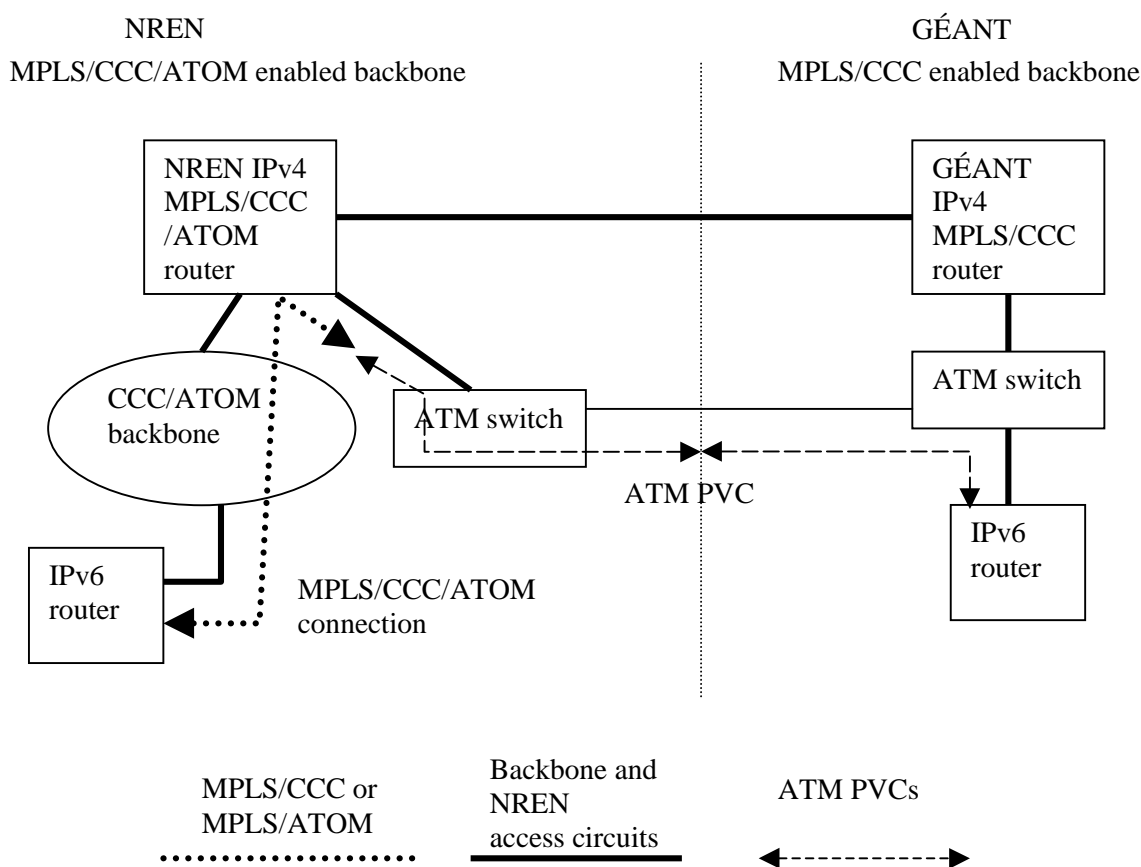 NREN
MPLS/CCC/ATOM enabled backbone
GÉANT
MPLS/CCC enabled backbone
NREN IPv4
MPLS/CCC
/ATOM
router
GÉANT
IPv4
MPLS/CCC
router
CCC/ATOM
backbone
ATM switch
ATM switch
ATM PVC
IPv6
router
MPLS/CCC/ATOM
connection
IPv6
router
MPLS/CCC or
MPLS/ATOM
Backbone and
NREN
access circuits
ATM PVCs